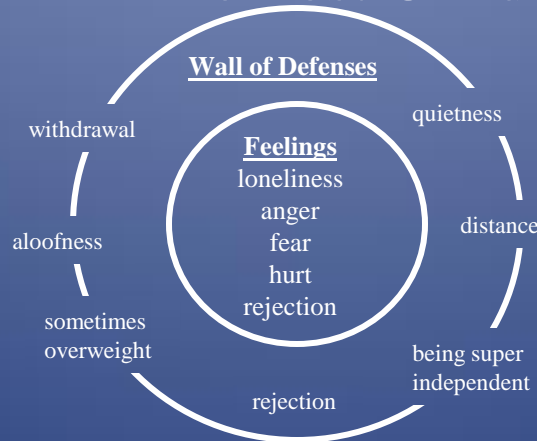 Wall of Defenses
withdrawal
quietness
Feelings
loneliness
anger
fear
hurt
rejection
aloofness
distance
sometimes
overweight
being super
independent
rejection